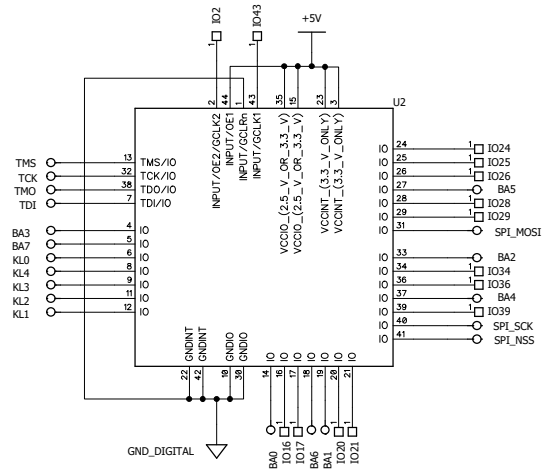 IO2
IO43
+5V
1
1
2
44
1
43
35
15
23
3
U2
INPUT/OE2/GCLK2
INPUT/OE1
INPUT/GCLRn
INPUT/GCLK1
VCCIO_(2.5_V_OR_3.3_V)
VCCIO_(2.5_V_OR_3.3_V)
VCCINT_(3.3_V_ONLY)
VCCINT_(3.3_V_ONLY)
TMS 13 TMS/IO
TCK 32 TCK/IO
TMO 38 TDO/IO
TDI 7 TDI/IO
BA3 4 IO
BA7 5 IO
KL0 6 IO
KL4 8 IO
KL3 9 IO
KL2 11 IO
KL1 12 IO
IO 24 1 IO24
IO 25 1 IO25
IO 26 1 IO26
IO 27 BA5
IO 28 1 IO28
IO 29 1 IO29
IO 31 SPI_MOSI
IO 33 BA2
IO 34 1 IO34
IO 36 1 IO36
IO 37 BA4
IO 39 1 IO39
IO 40 SPI_SCK
IO 41 SPI_NSS
GNDINT
GNDINT
GNDIO
GNDIO
IO
IO
IO
IO
IO
IO
IO
22
42
10
30
14
16
17
18
19
20
21
1
1
1
1
GND_DIGITAL
BA0
IO16
IO17
BA6
BA1
IO20
IO21